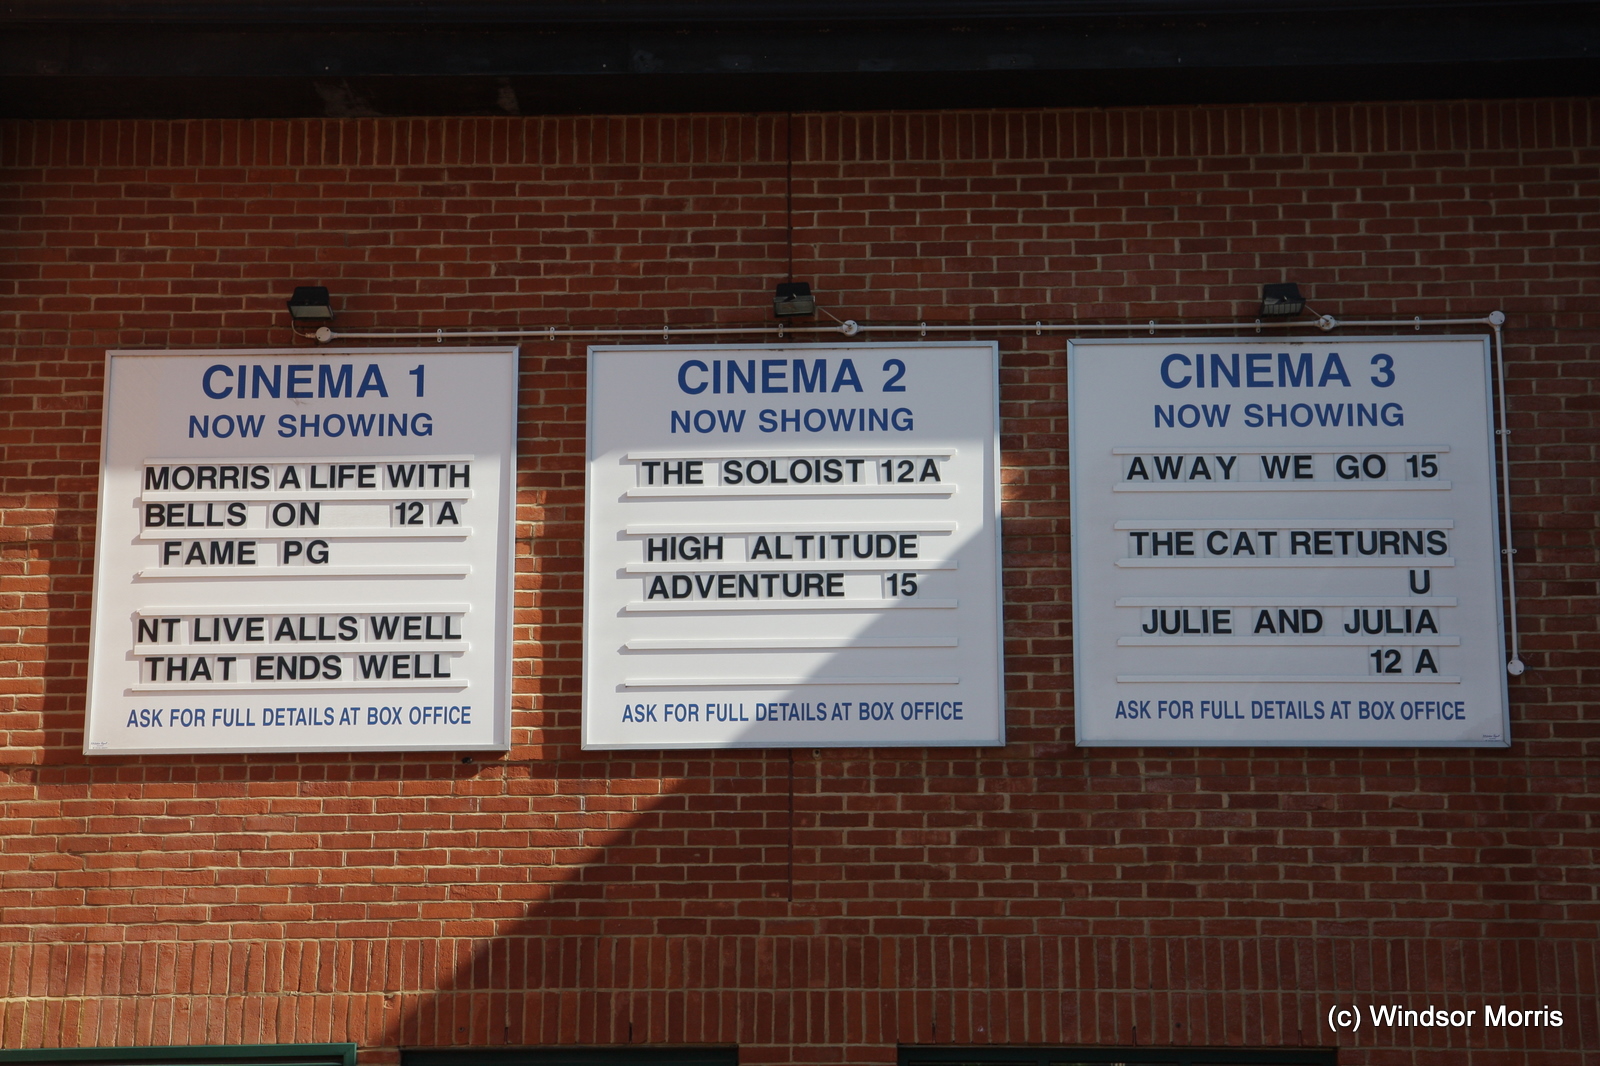 CINEMA 1
NOW SHOWING
MORRIS A LIFE WITH
BELLS ON 12 A
FAME PG
NT LIVE ALLS WELL
THAT ENDS WELL
ASK FOR FULL DETAILS AT BOX OFFICE
CINEMA 2
NOW SHOWING
THE SOLOIST 12 A
HIGH ALTITUDE
ADVENTURE 15
ASK FOR FULL DETAILS AT BOX OFFICE
CINEMA 3
NOW SHOWING
AWAY WE GO 15
THE CAT RETURNS
U
JULIE AND JULIA
12 A
ASK FOR FULL DETAILS AT BOX OFFICE
(c) Windsor Morris